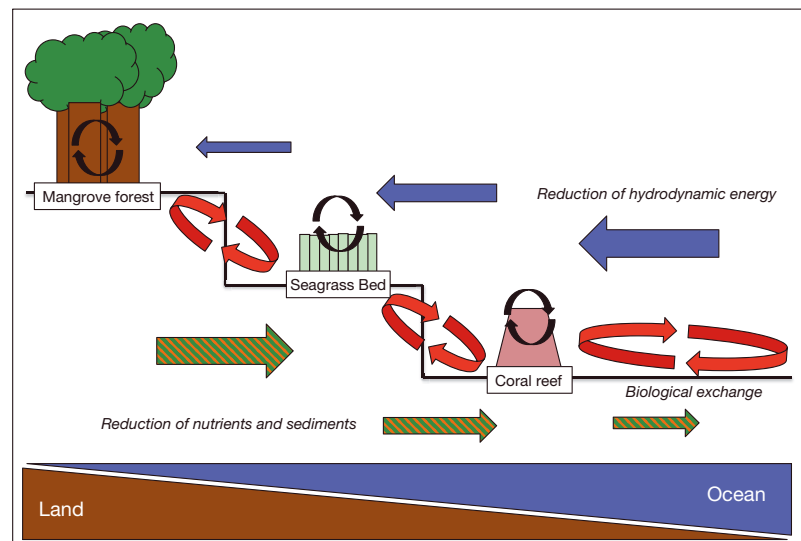 Mangrove forest
Reduction of hydrodynamic energy
Seagrass Bed
Coral reef
Biological exchange
Reduction of nutrients and sediments
Land
Ocean